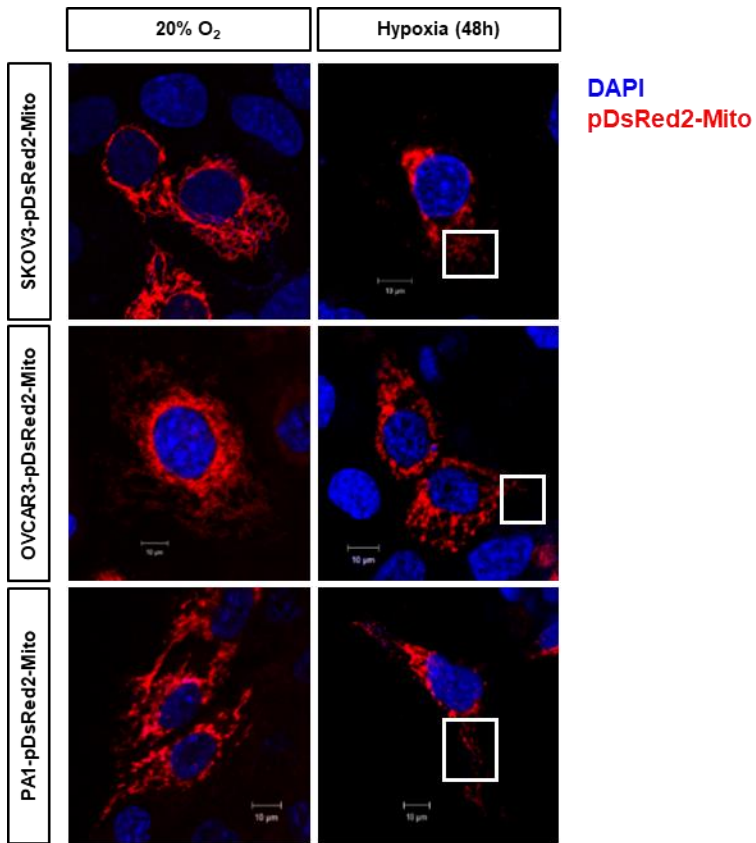 20% O₂
Hypoxia (48h)
DAPI
pDsRed2-Mito
SKOV3-pDsRed2-Mito
10 µm
OVCAR3-pDsRed2-Mito
10 µm
10 µm
PA1-pDsRed2-Mito
10 µm
10 µm